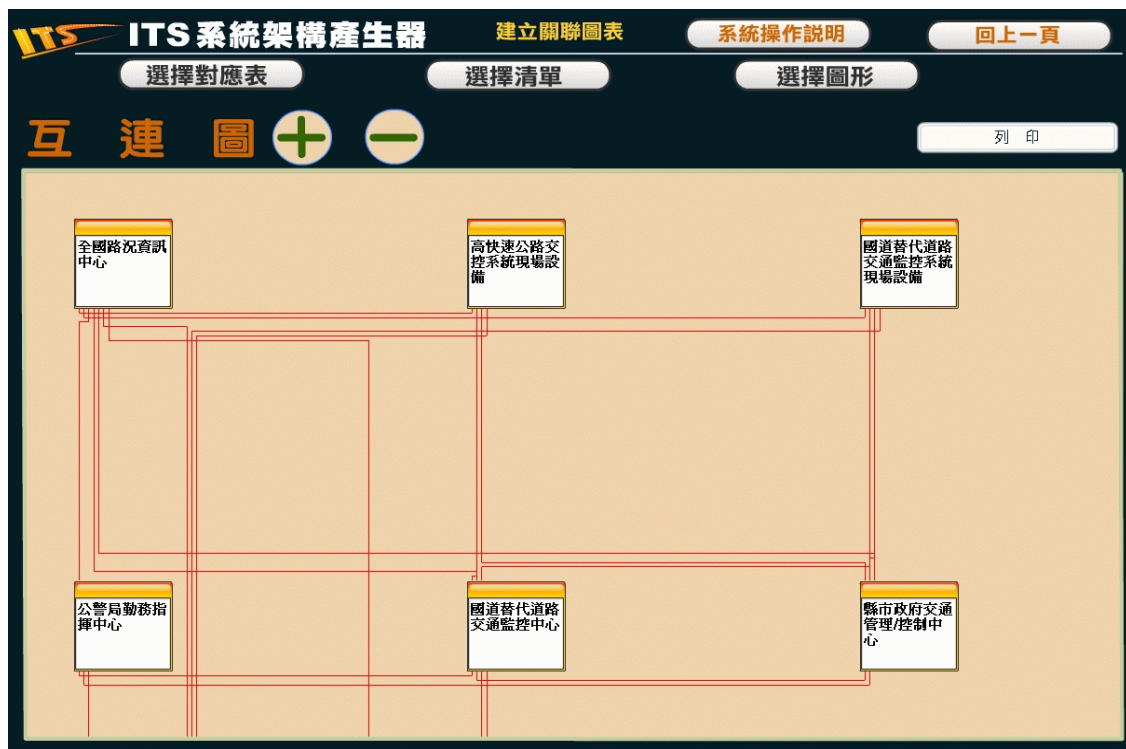 ITS ITS系統架構產生器 建立關聯圖表 系統操作說明 回上一頁
選擇對應表 選擇清單 選擇圖形
互連圖 列印
全國路況資訊
中心
高快速公路交
控系統現場設
備
國道替代道路
交通監控系統
現場設備
公警局勤務指
揮中心
國道替代道路
交通監控中心
縣市政府交通
管理/控制中
心